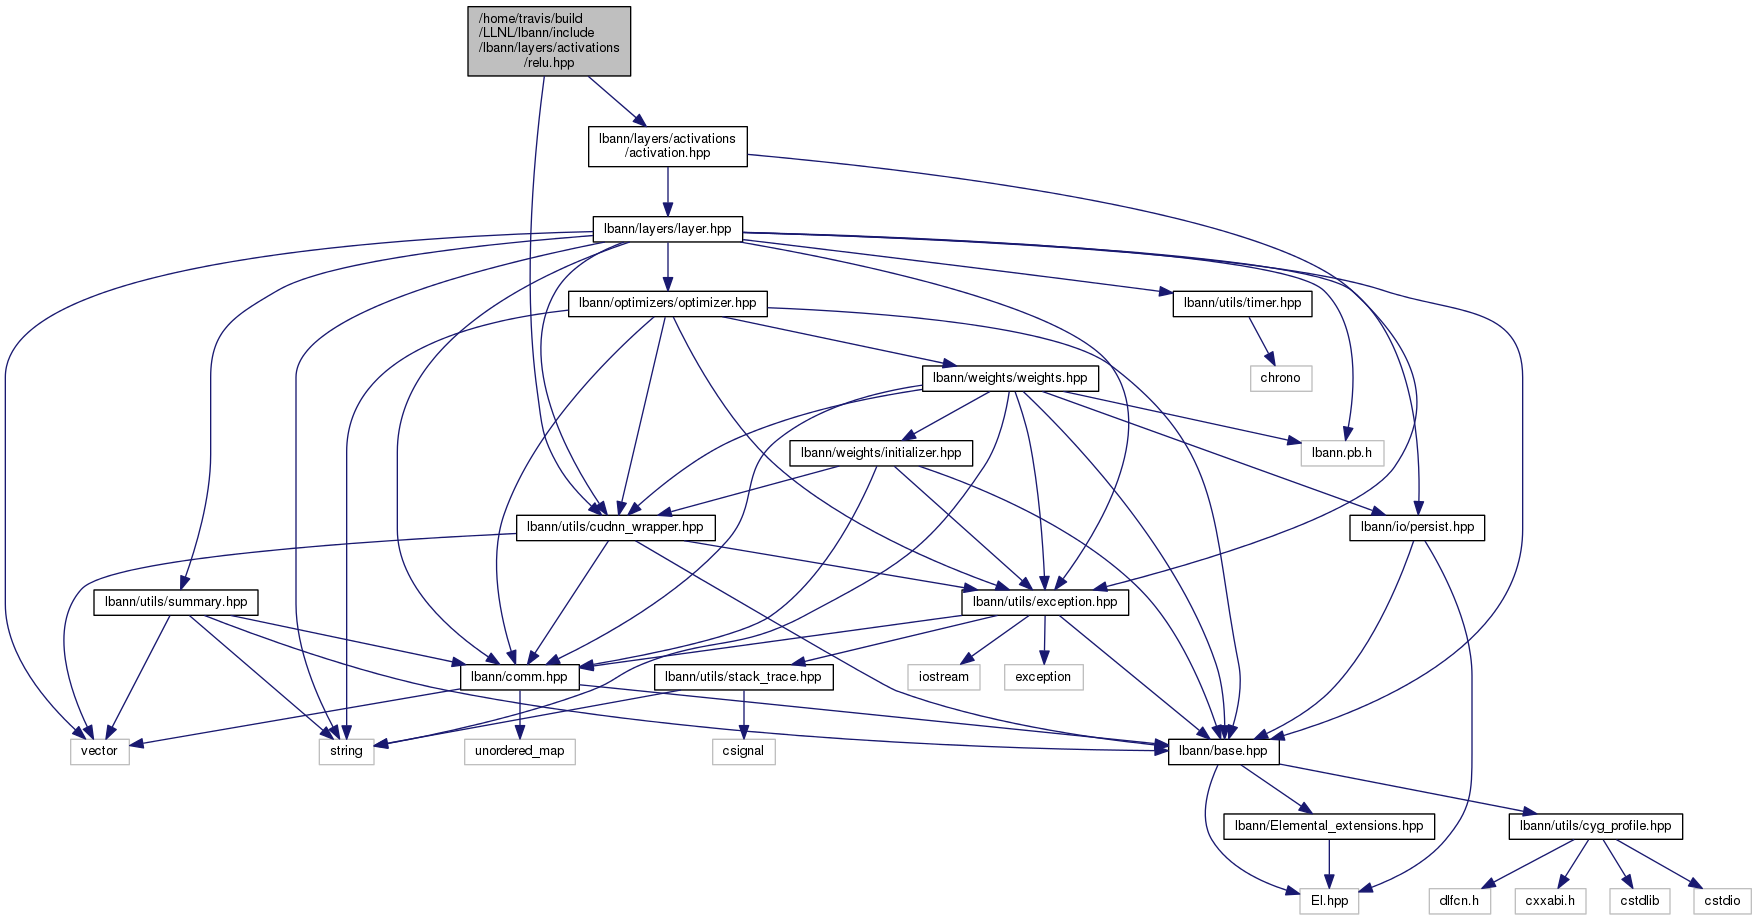 /home/travis/build
/LLNL/lbann/include
/lbann/layers/activations
/relu.hpp
lbann/layers/activations
/activation.hpp
lbann/layers/layer.hpp
lbann/optimizers/optimizer.hpp
lbann/utils/timer.hpp
lbann/weights/weights.hpp
chrono
lbann/weights/initializer.hpp
lbann.pb.h
lbann/utils/cudnn_wrapper.hpp
lbann/io/persist.hpp
lbann/utils/summary.hpp
lbann/utils/exception.hpp
lbann/comm.hpp
lbann/utils/stack_trace.hpp
iostream
exception
vector
string
unordered_map
csignal
lbann/base.hpp
lbann/Elemental_extensions.hpp
lbann/utils/cyg_profile.hpp
El.hpp
dlfcn.h
cxxabi.h
cstdlib
cstdio